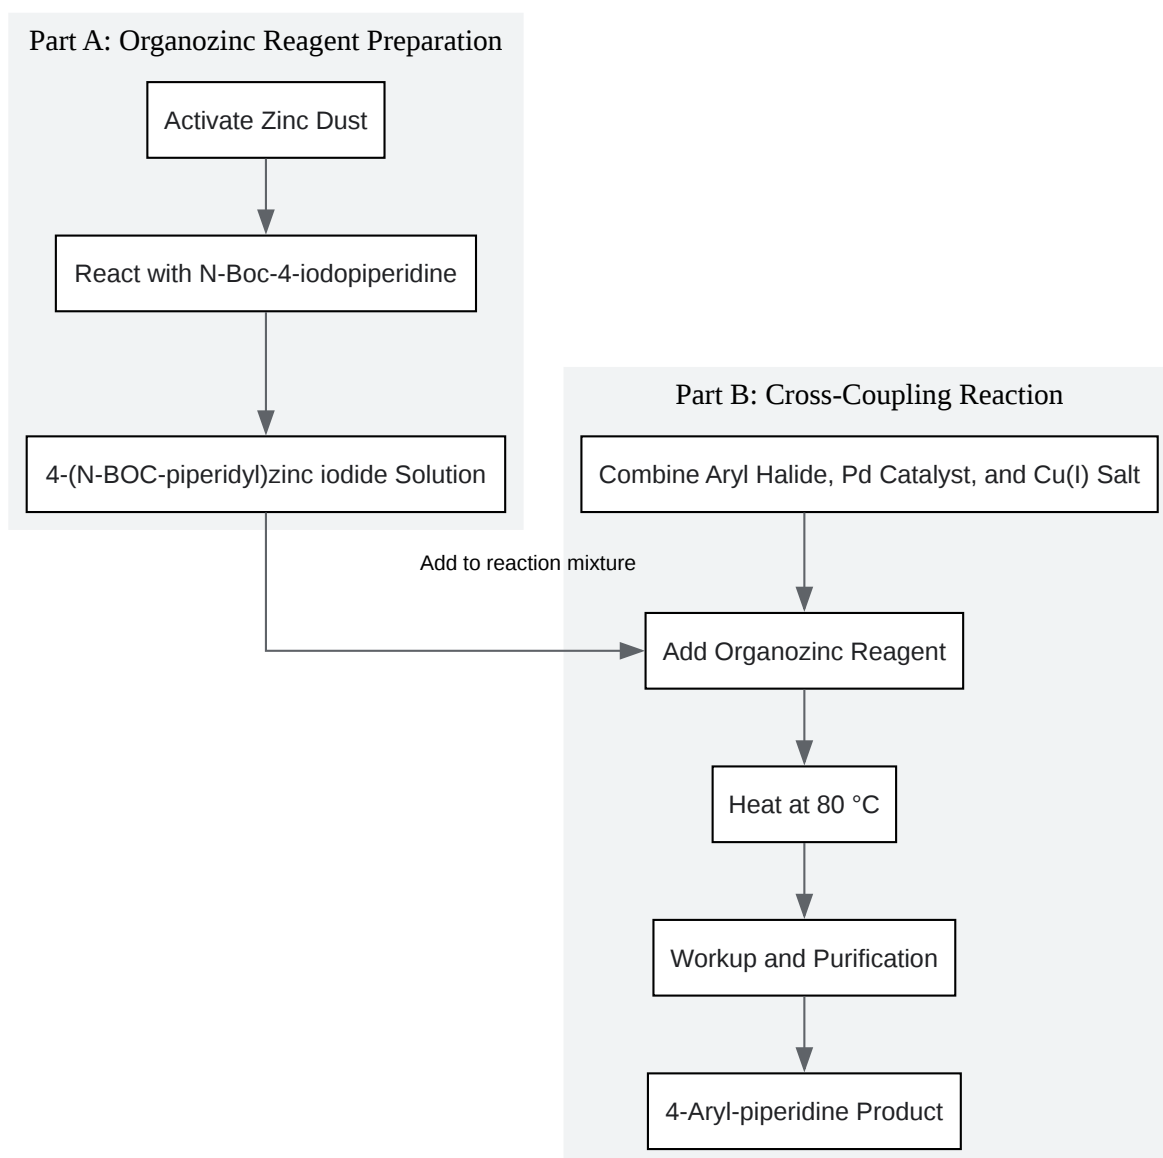 Part A: Organozinc Reagent Preparation
Activate Zinc Dust
React with N-Boc-4-iodopiperidine
4-(N-BOC-piperidyl)zinc iodide Solution
Part B: Cross-Coupling Reaction
Combine Aryl Halide, Pd Catalyst, and Cu(I) Salt
Add to reaction mixture
Add Organozinc Reagent
Heat at 80 °C
Workup and Purification
4-Aryl-piperidine Product